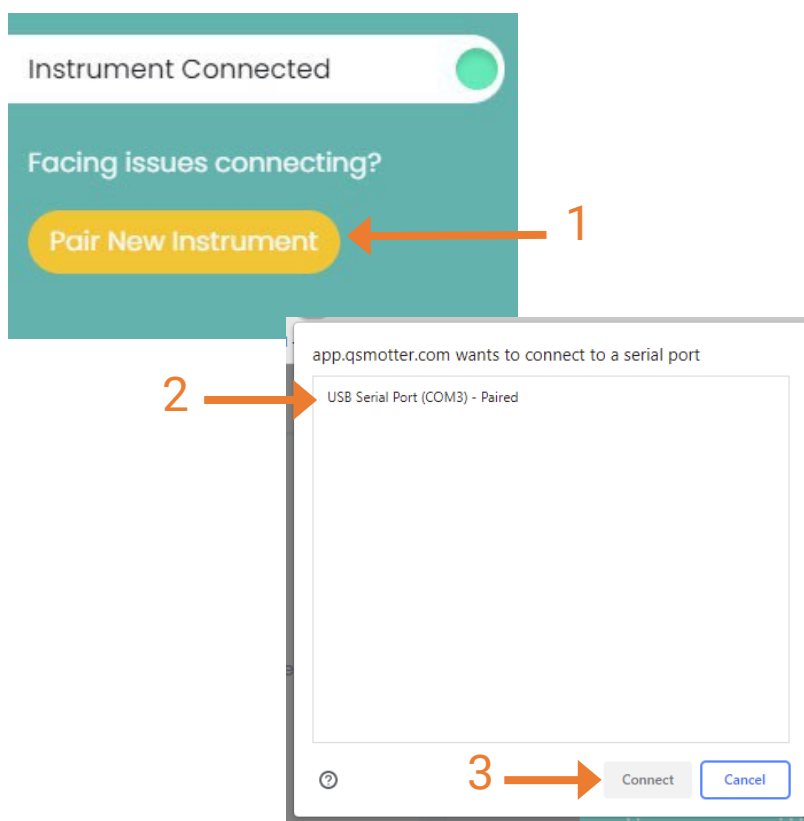 Instrument Connected
Facing issues connecting?
Pair New Instrument
1
app.qsmotter.com wants to connect to a serial port
2
USB Serial Port (COM3) - Paired
3
Connect
Cancel